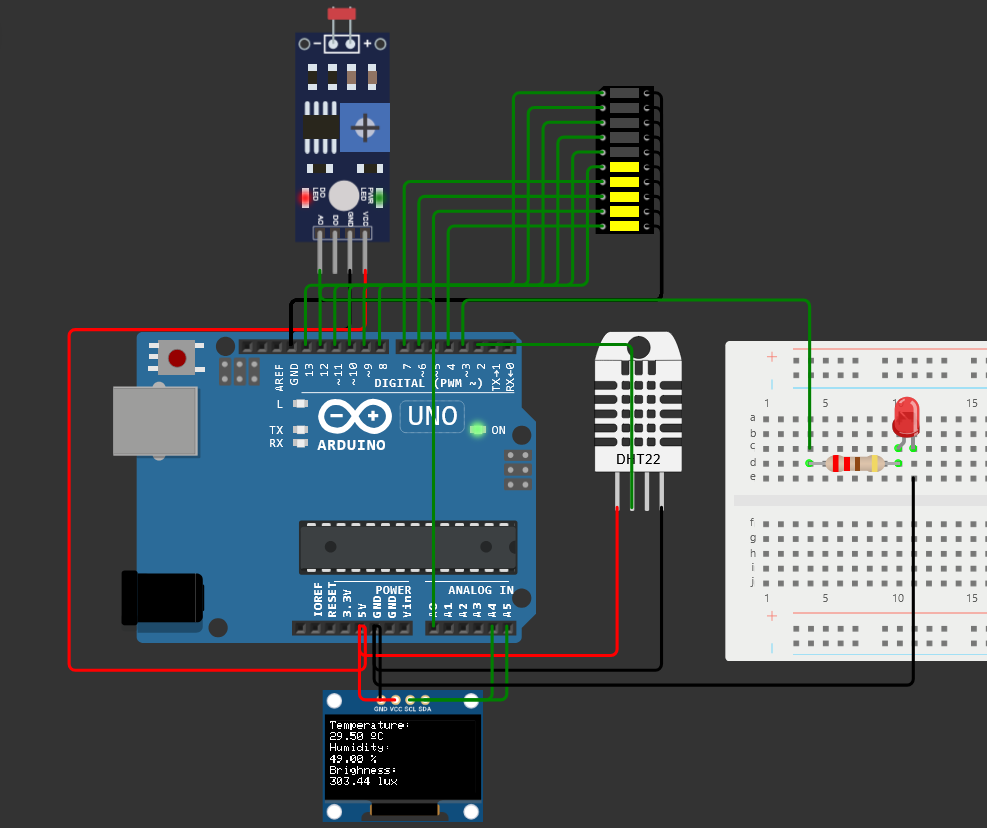 − +
DO LED
PWR LED
AO DO GND VCC
AREF GND 13 12 ~11 ~10 ~9 8 7 ~6 ~5 4 ~3 2 TX→1 RX←0
DIGITAL (PWM ~)
L
TX
RX
UNO
ON
ARDUINO
DHT22
POWER ANALOG IN
IOREF RESET 3.3V 5V GND GND Vin A0 A1 A2 A3 A4 A5
GND VCC SCL SDA
Temperature:
29.50 ºC
Humidity:
49.00 %
Brighness:
303.44 lux
+
1 5 10 15
a
b
c
d
e
f
g
h
i
j
1 5 10 15
+